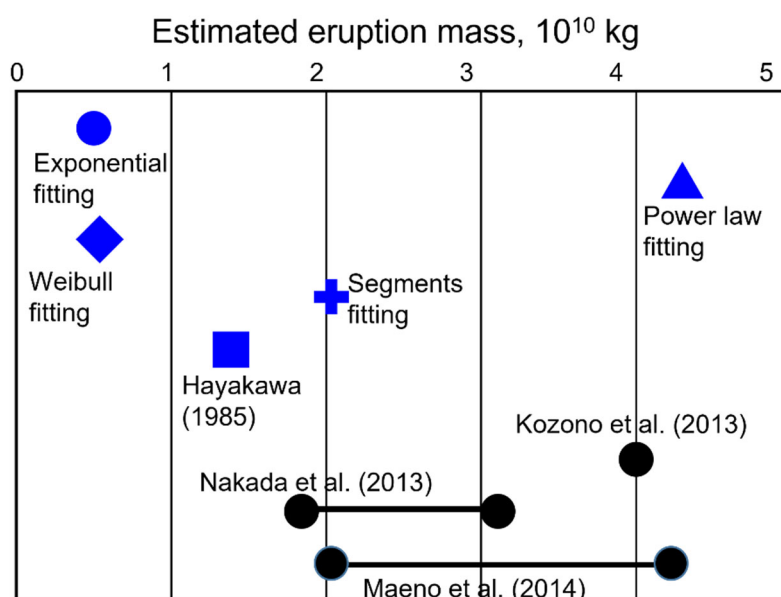 Estimated eruption mass, 10¹⁰ kg
0 1 2 3 4 5
Exponential
fitting
Power law
fitting
Weibull
fitting
Segments
fitting
Hayakawa
(1985)
Kozono et al. (2013)
Nakada et al. (2013)
Maeno et al. (2014)